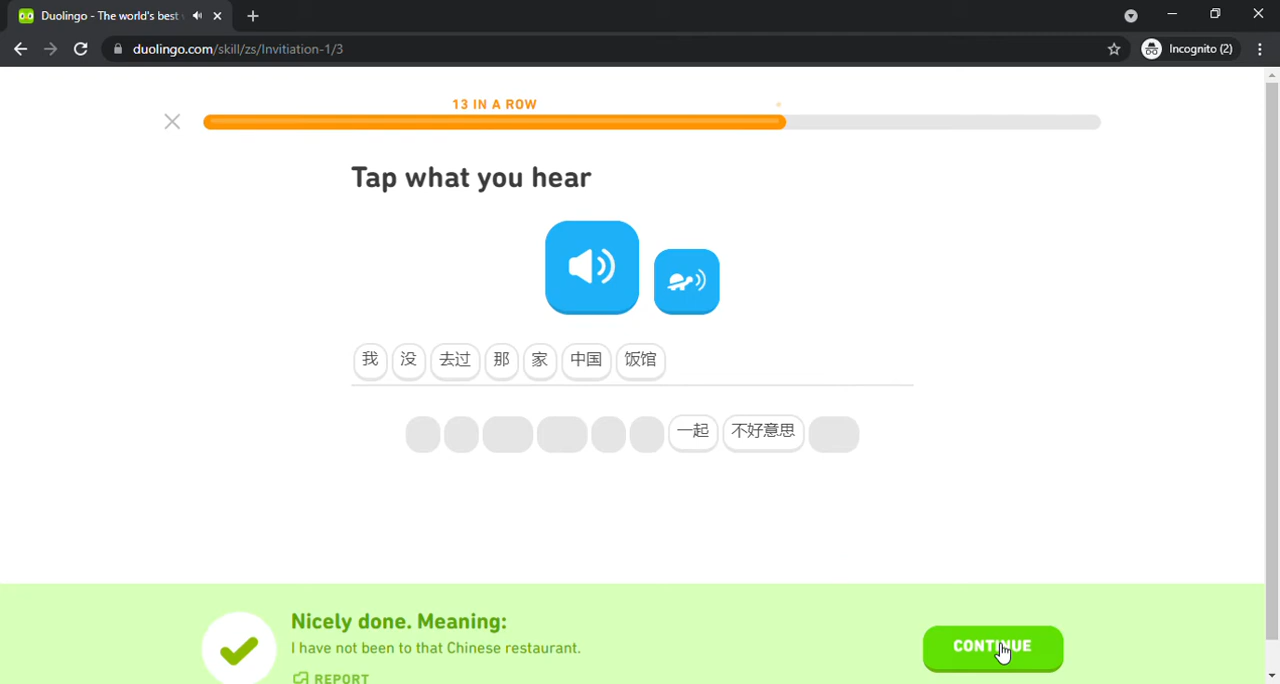 Duolingo - The world's best
duolingo.com/skill/zs/Invitiation-1/3
Incognito (2)
13 IN A ROW
Tap what you hear
我 没 去过 那 家 中国 饭馆
一起 不好意思
Nicely done. Meaning:
I have not been to that Chinese restaurant.
CONTINUE
REPORT